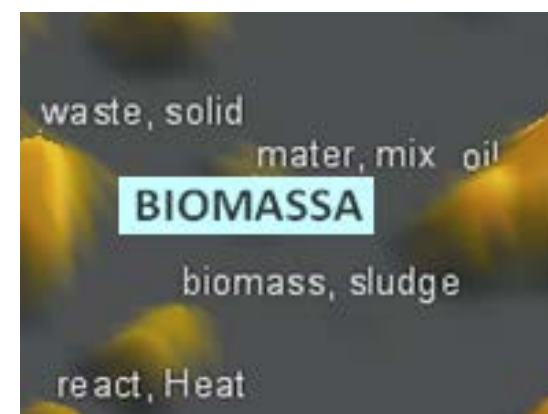 waste, solid
mater, mix oil
BIOMASSA
biomass, sludge
react, Heat